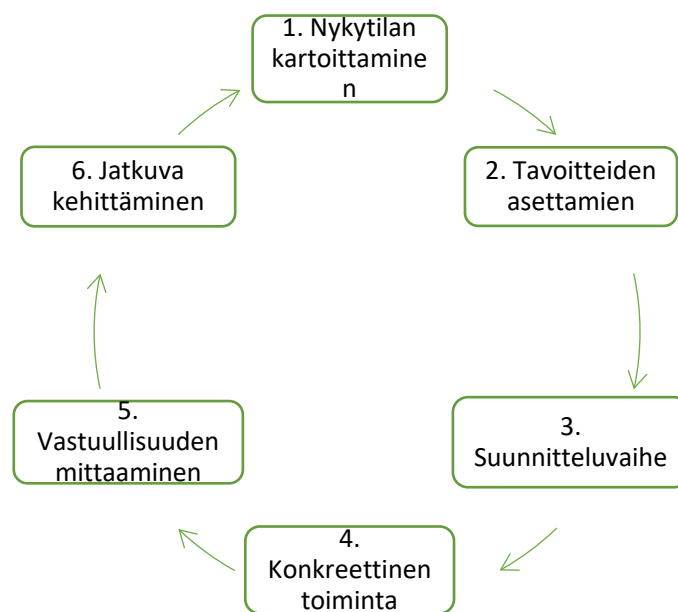 1. Nykytilan
kartoittamine
n
2. Tavoitteiden
asettamien
3.
Suunnitteluvaihe
4.
Konkreettinen
toiminta
5.
Vastuullisuuden
mittaaminen
6. Jatkuva
kehittäminen